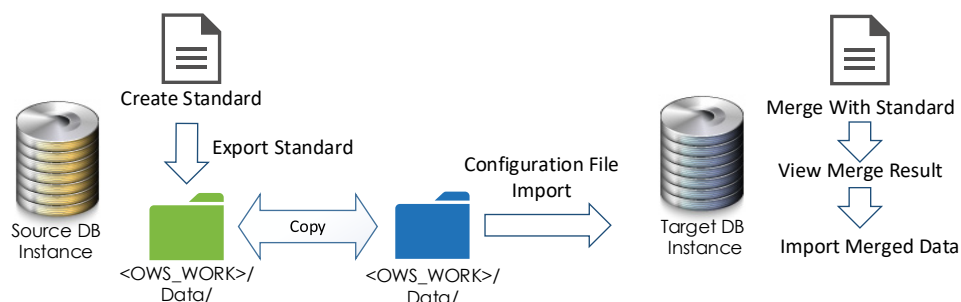 Create Standard
Export Standard
Source DB
Instance
<OWS_WORK>/
Data/
Copy
<OWS_WORK>/
Data/
Configuration File
Import
Target DB
Instance
Merge With Standard
View Merge Result
Import Merged Data